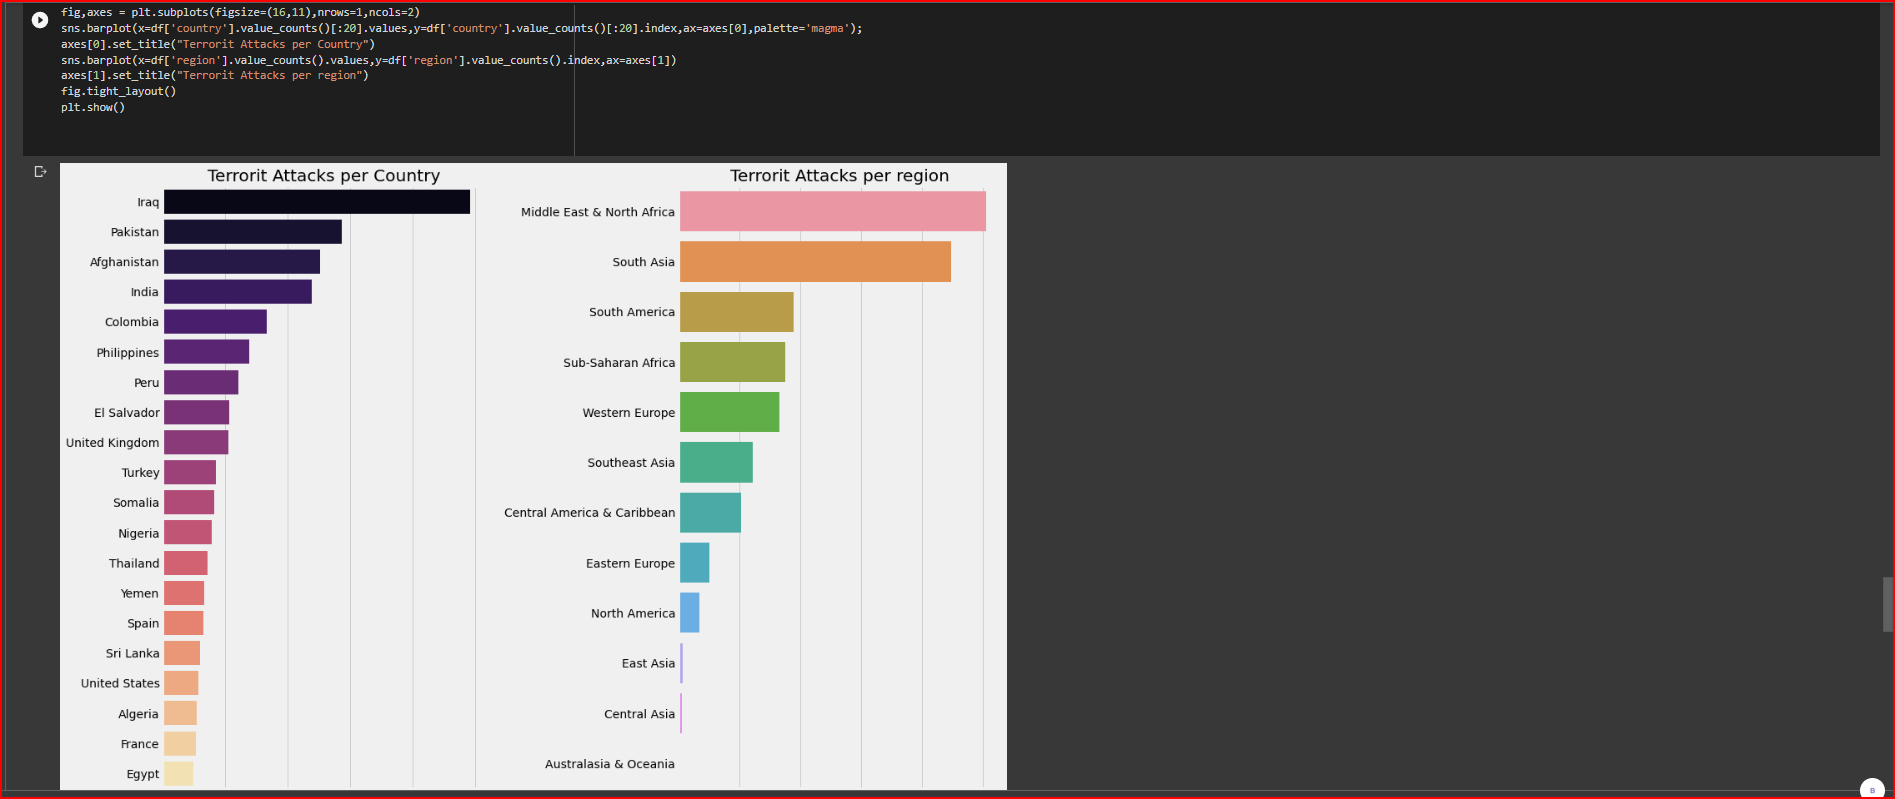 fig,axes = plt.subplots(figsize=(16,11),nrows=1,ncols=2)
sns.barplot(x=df['country'].value_counts()[:20].values,y=df['country'].value_counts()[:20].index,ax=axes[0],palette='magma');
axes[0].set_title("Terrorit Attacks per Country")
sns.barplot(x=df['region'].value_counts().values,y=df['region'].value_counts().index,ax=axes[1])
axes[1].set_title("Terrorit Attacks per region")
fig.tight_layout()
plt.show()
Terrorit Attacks per Country
Iraq
Pakistan
Afghanistan
India
Colombia
Philippines
Peru
El Salvador
United Kingdom
Turkey
Somalia
Nigeria
Thailand
Yemen
Spain
Sri Lanka
United States
Algeria
France
Egypt
Terrorit Attacks per region
Middle East & North Africa
South Asia
South America
Sub-Saharan Africa
Western Europe
Southeast Asia
Central America & Caribbean
Eastern Europe
North America
East Asia
Central Asia
Australasia & Oceania
B